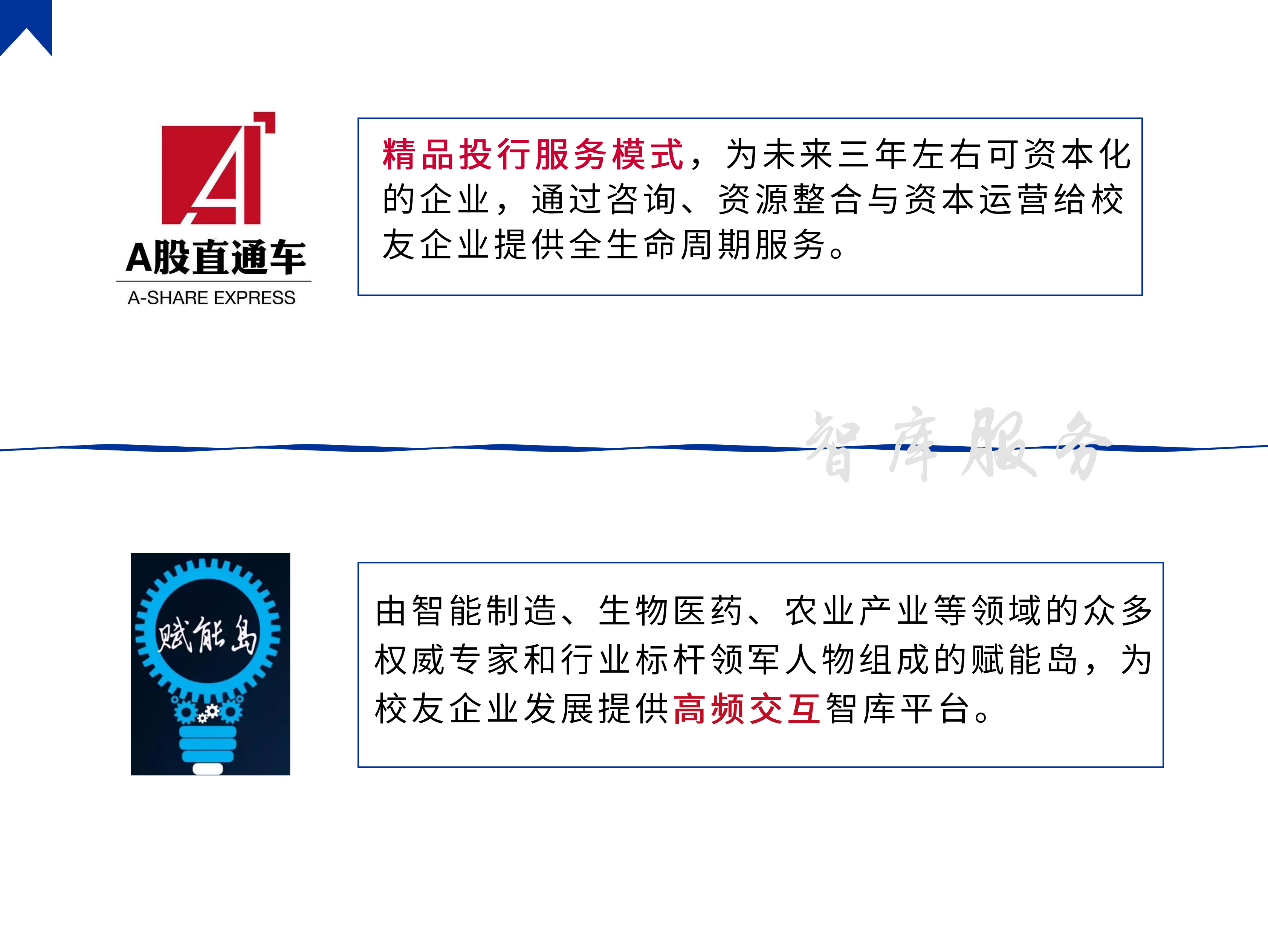 A股直通车
A-SHARE EXPRESS
精品投行服务模式，为未来三年左右可资本化
的企业，通过咨询、资源整合与资本运营给校
友企业提供全生命周期服务。
智库服务
赋能岛
由智能制造、生物医药、农业产业等领域的众多
权威专家和行业标杆领军人物组成的赋能岛，为
校友企业发展提供高频交互智库平台。